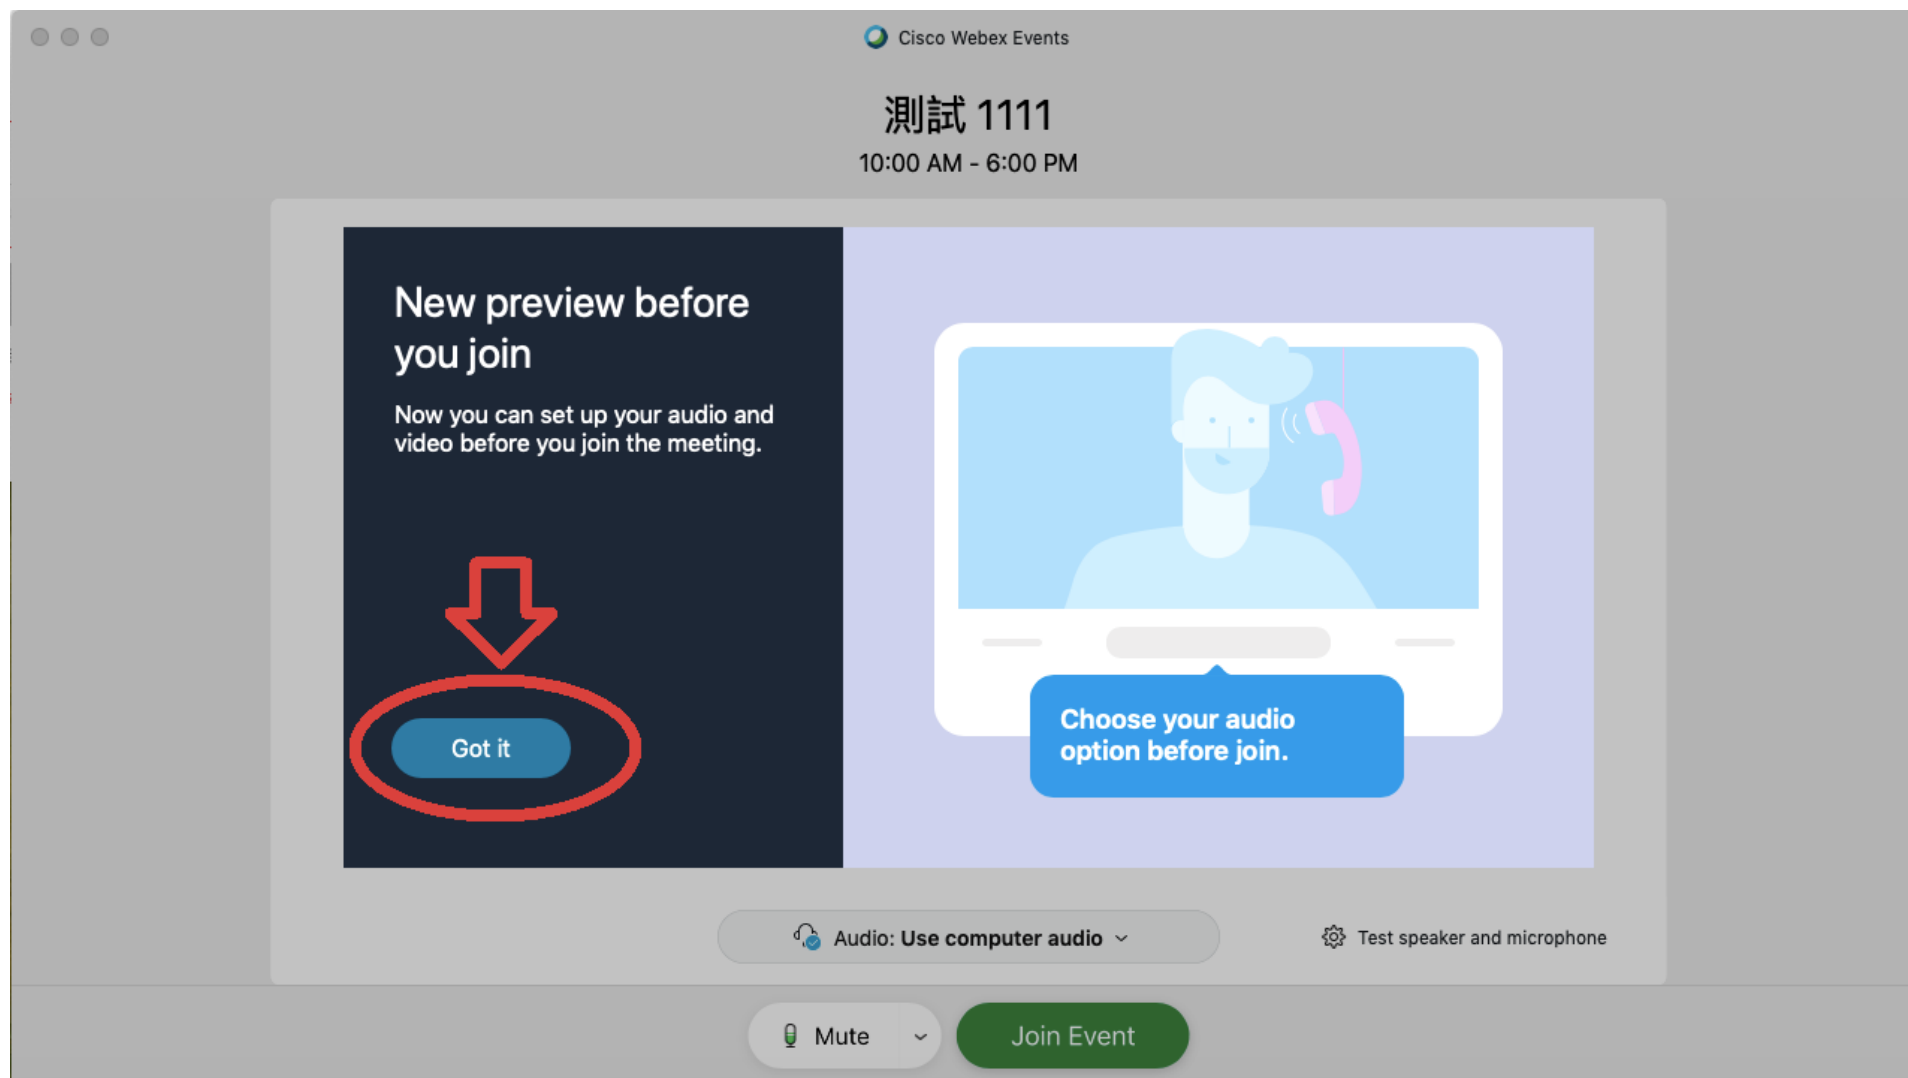 Cisco Webex Events
測試 1111
10:00 AM - 6:00 PM
New preview before
you join
Now you can set up your audio and
video before you join the meeting.
Got it
Choose your audio
option before join.
Audio: Use computer audio
Test speaker and microphone
Mute
Join Event